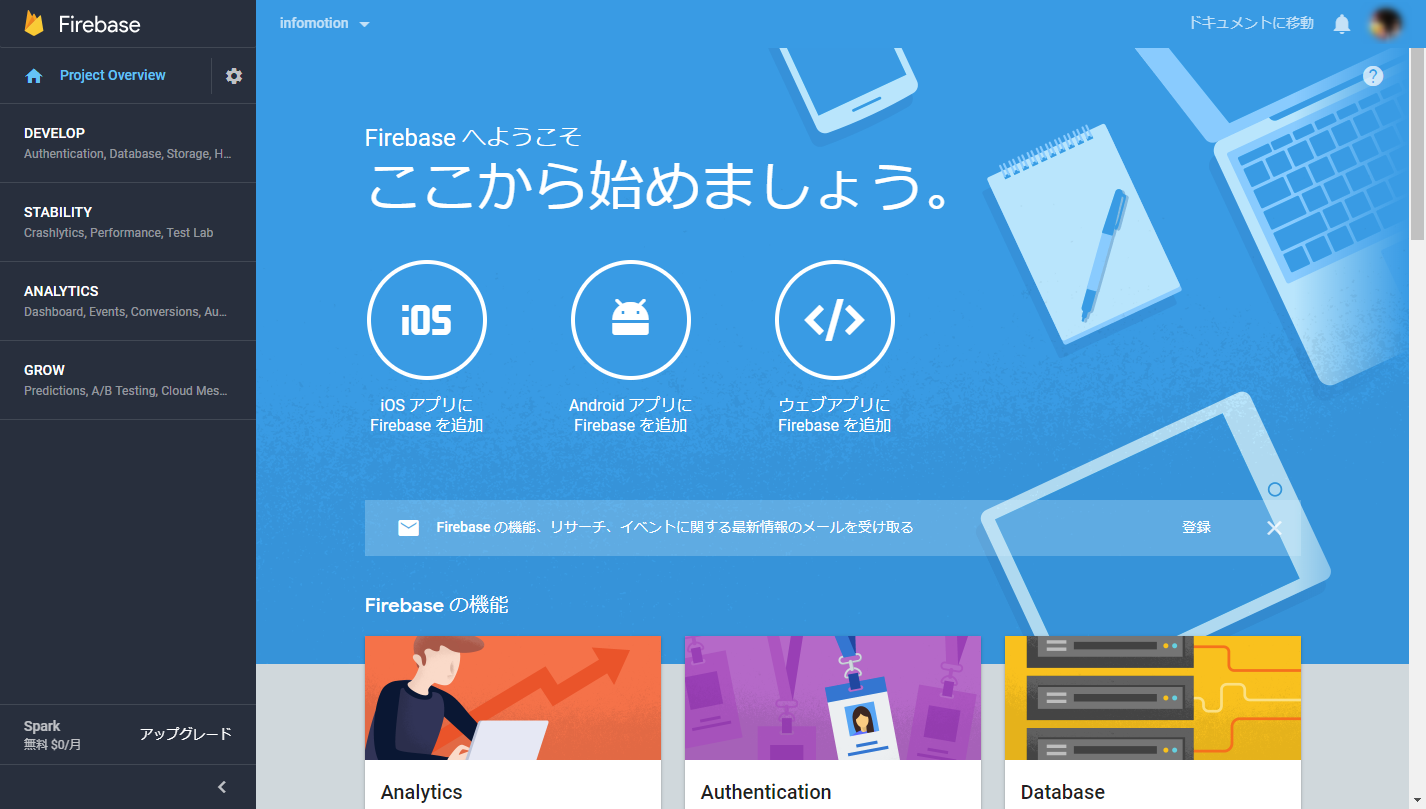 Firebase
infomotion
ドキュメントに移動
Project Overview
DEVELOP
Authentication, Database, Storage, H...
STABILITY
Crashlytics, Performance, Test Lab
ANALYTICS
Dashboard, Events, Conversions, Au...
GROW
Predictions, A/B Testing, Cloud Mes...
Spark
無料 $0/月
アップグレード
?
Firebase へようこそ
ここから始めましょう。
iOS
iOS アプリに
Firebase を追加
Android アプリに
Firebase を追加
</>
ウェブアプリに
Firebase を追加
Firebase の機能、リサーチ、イベントに関する最新情報のメールを受け取る
登録
Firebase の機能
Analytics
Authentication
Database